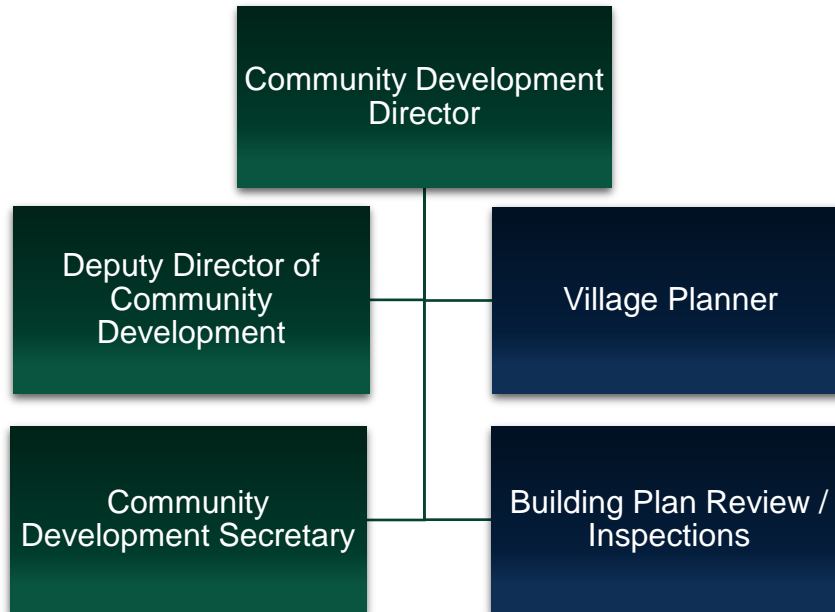 Community Development
Director
Deputy Director of
Community
Development
Village Planner
Community
Development Secretary
Building Plan Review /
Inspections